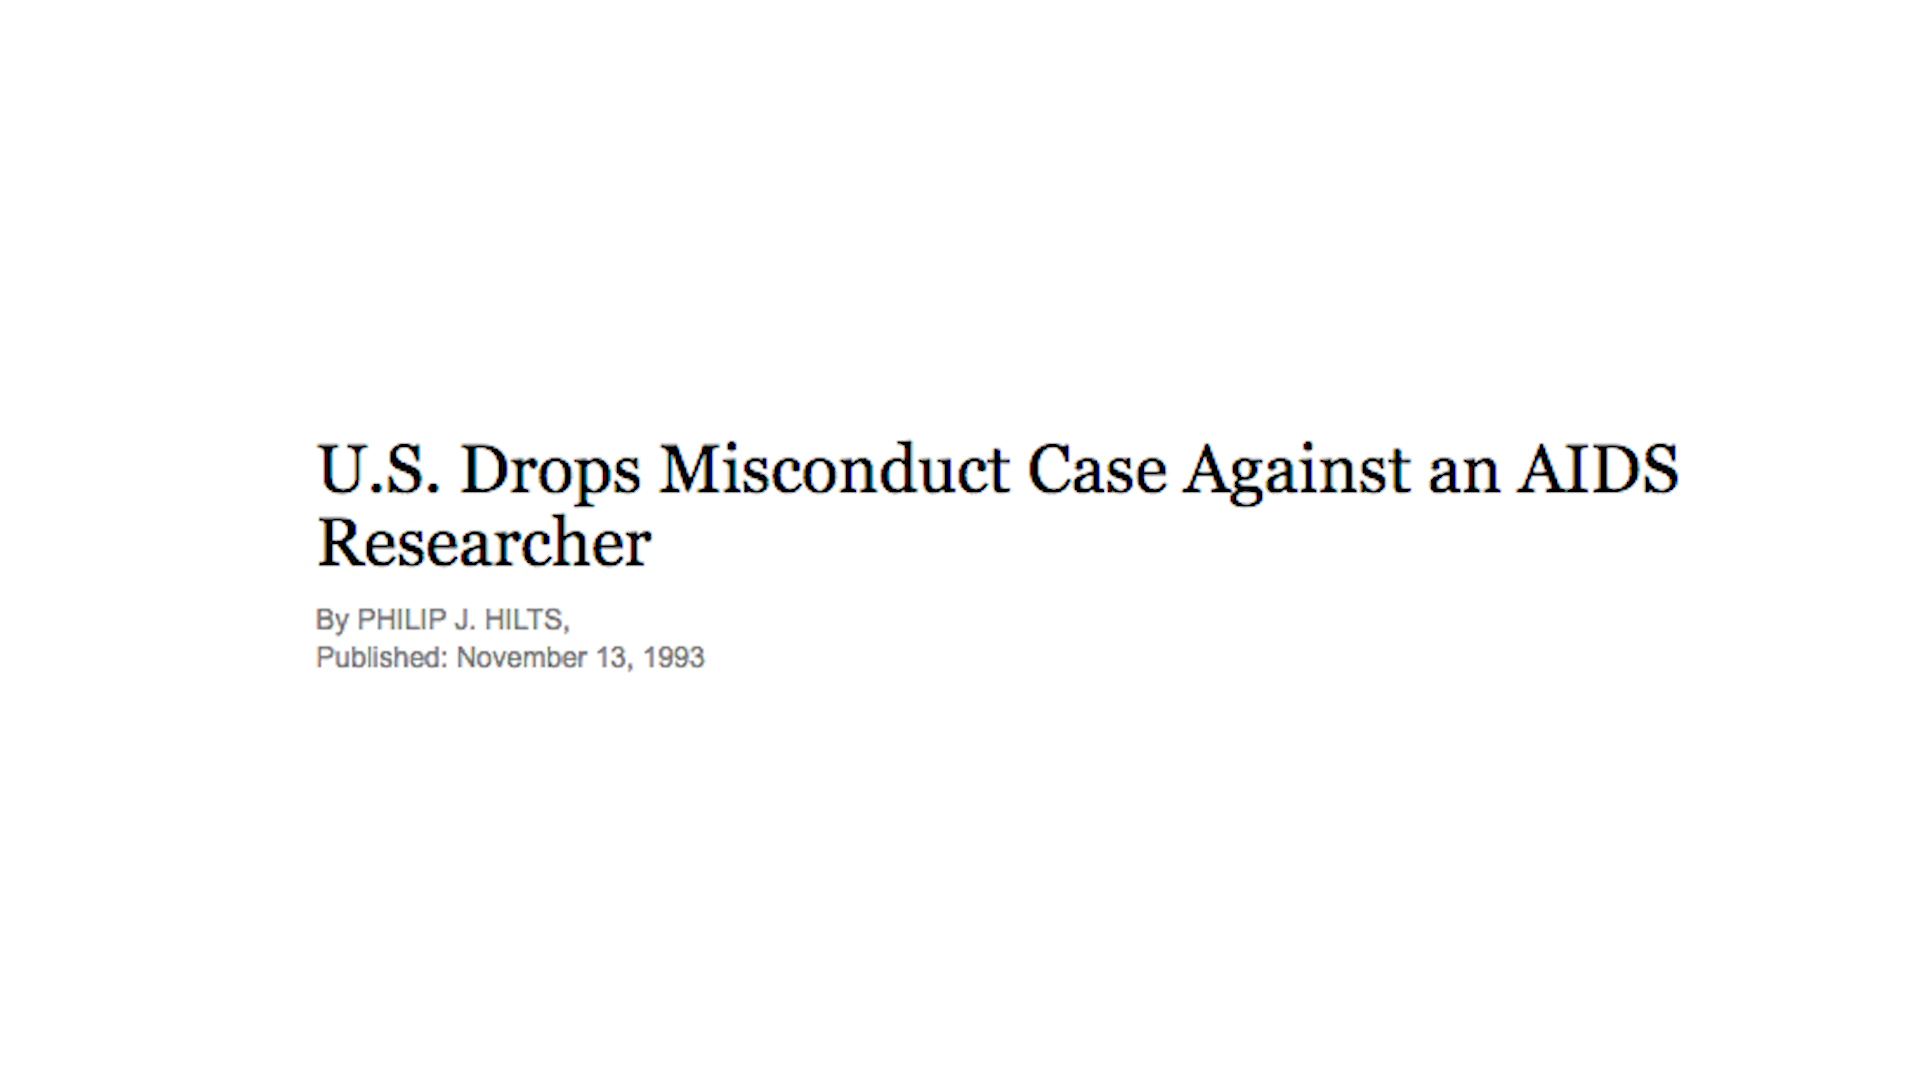 U.S. Drops Misconduct Case Against an AIDS
Researcher
By PHILIP J. HILTS,
Published: November 13, 1993